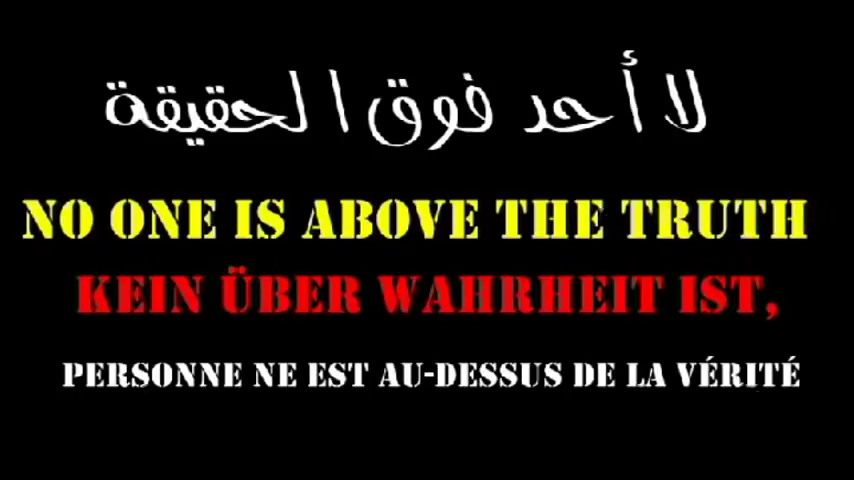 لا أحد فوق الحقيقة
NO ONE IS ABOVE THE TRUTH
KEIN ÜBER WAHRHEIT IST,
PERSONNE NE EST AU-DESSUS DE LA VÉRITÉ